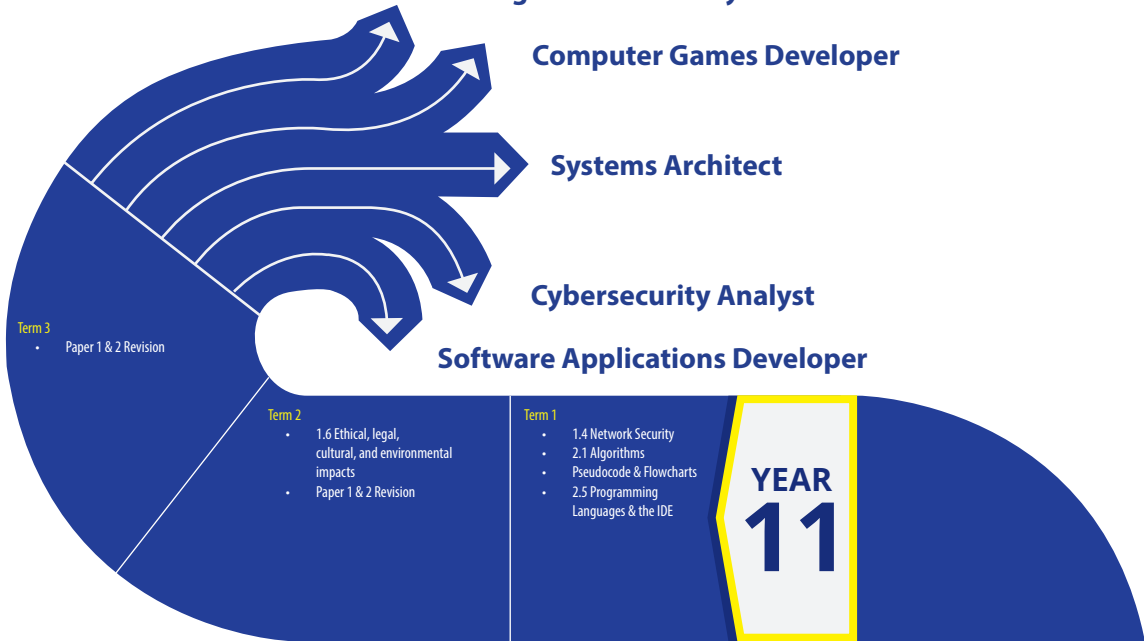 Computer Games Developer
Systems Architect
Cybersecurity Analyst
Software Applications Developer
Term 3
• Paper 1 & 2 Revision
Term 2
• 1.6 Ethical, legal,
cultural, and environmental
impacts
• Paper 1 & 2 Revision
Term 1
• 1.4 Network Security
• 2.1 Algorithms
• Pseudocode & Flowcharts
• 2.5 Programming
Languages & the IDE
YEAR
11